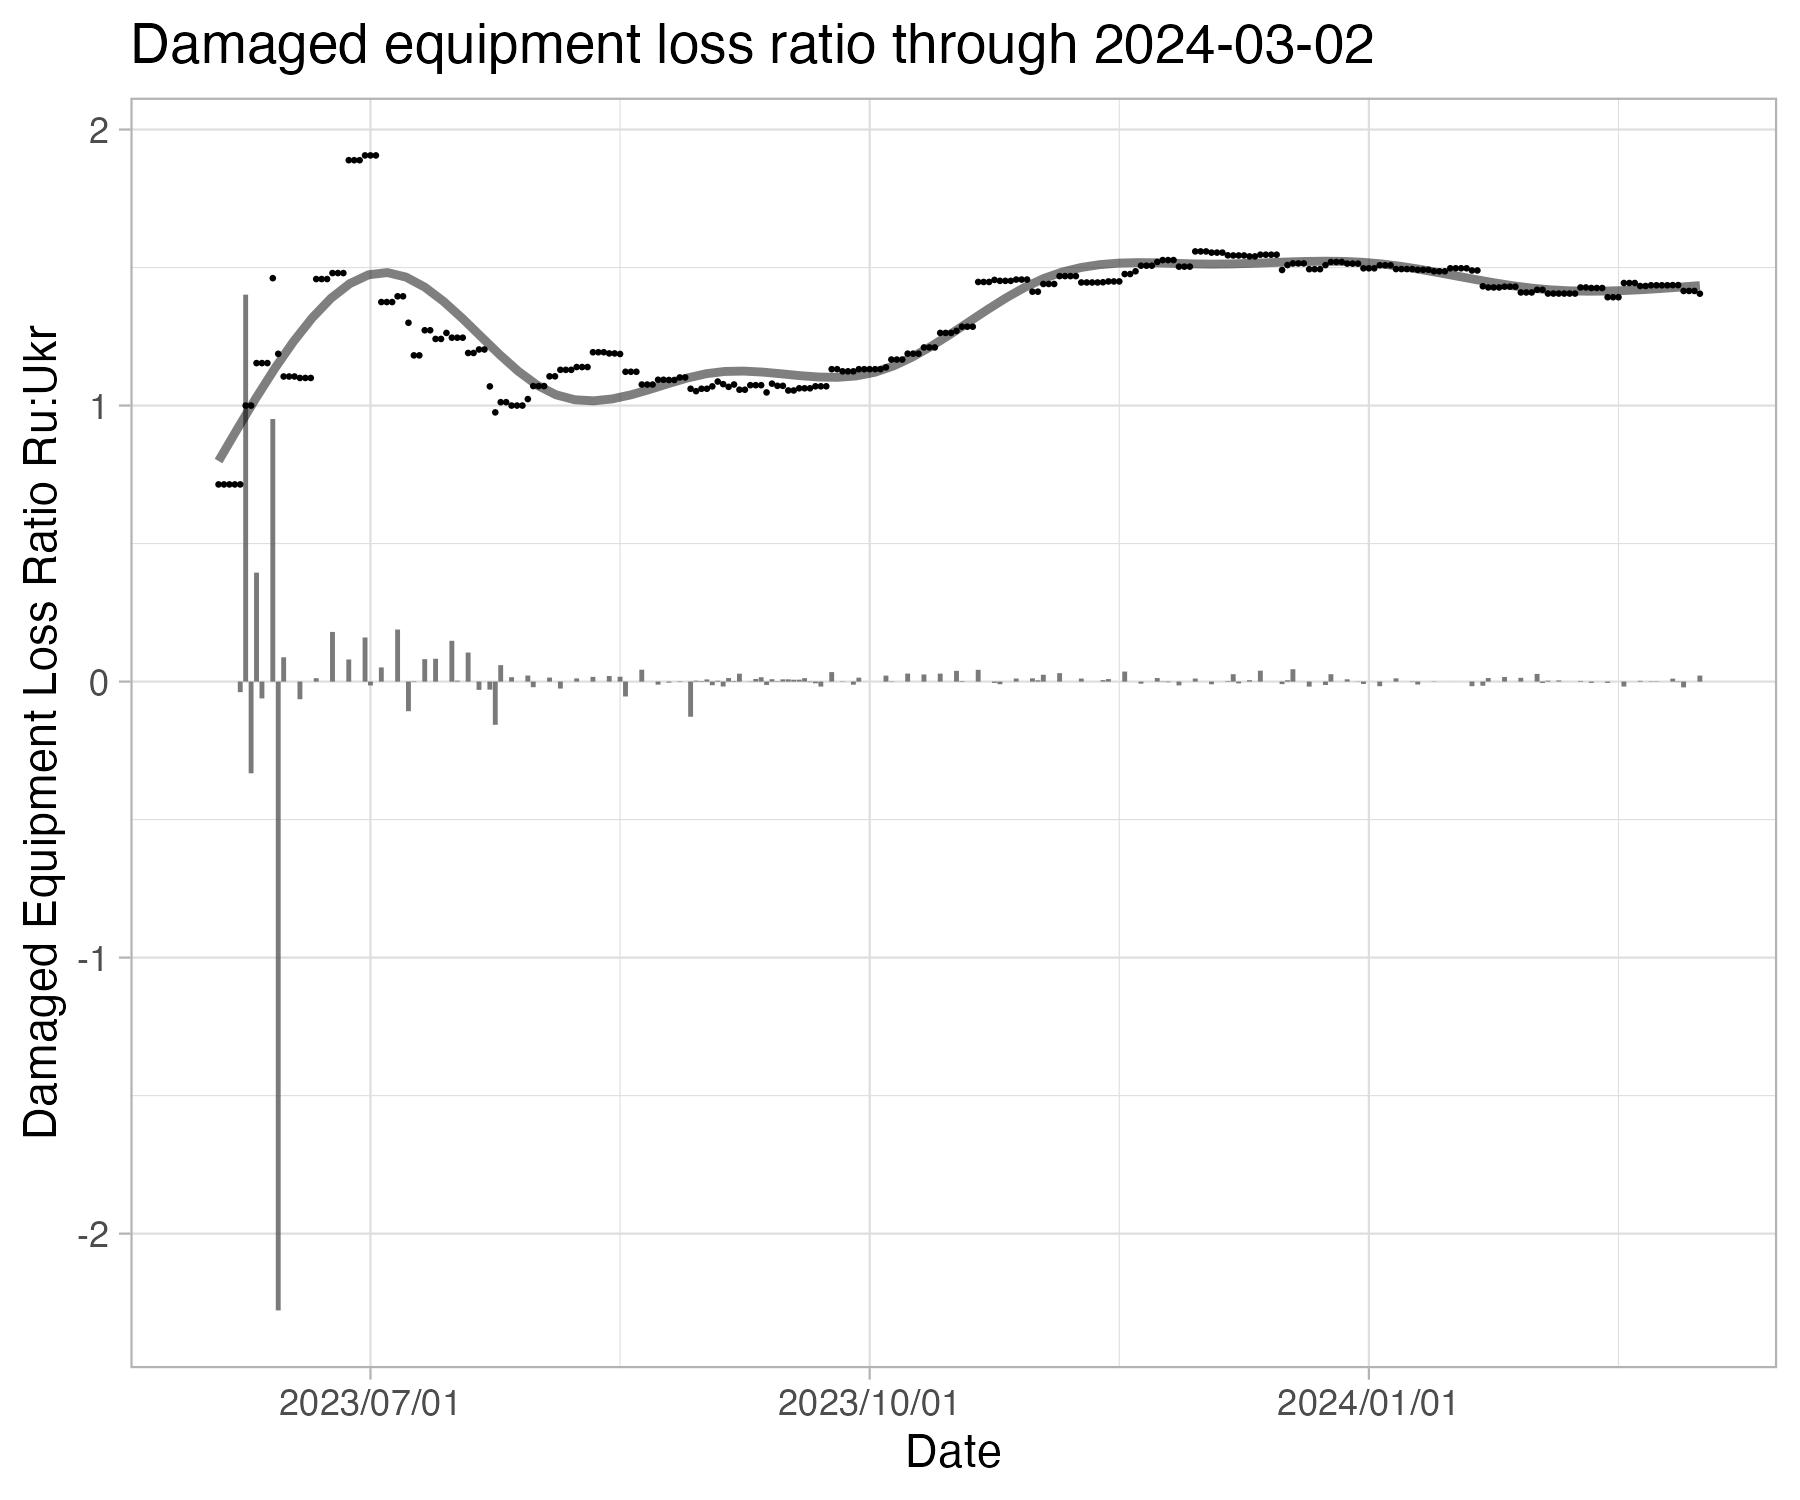 Damaged equipment loss ratio through 2024-03-02
Damaged Equipment Loss Ratio Ru:Ukr
2
1
0
-1
-2
2023/07/01
2023/10/01
2024/01/01
Date